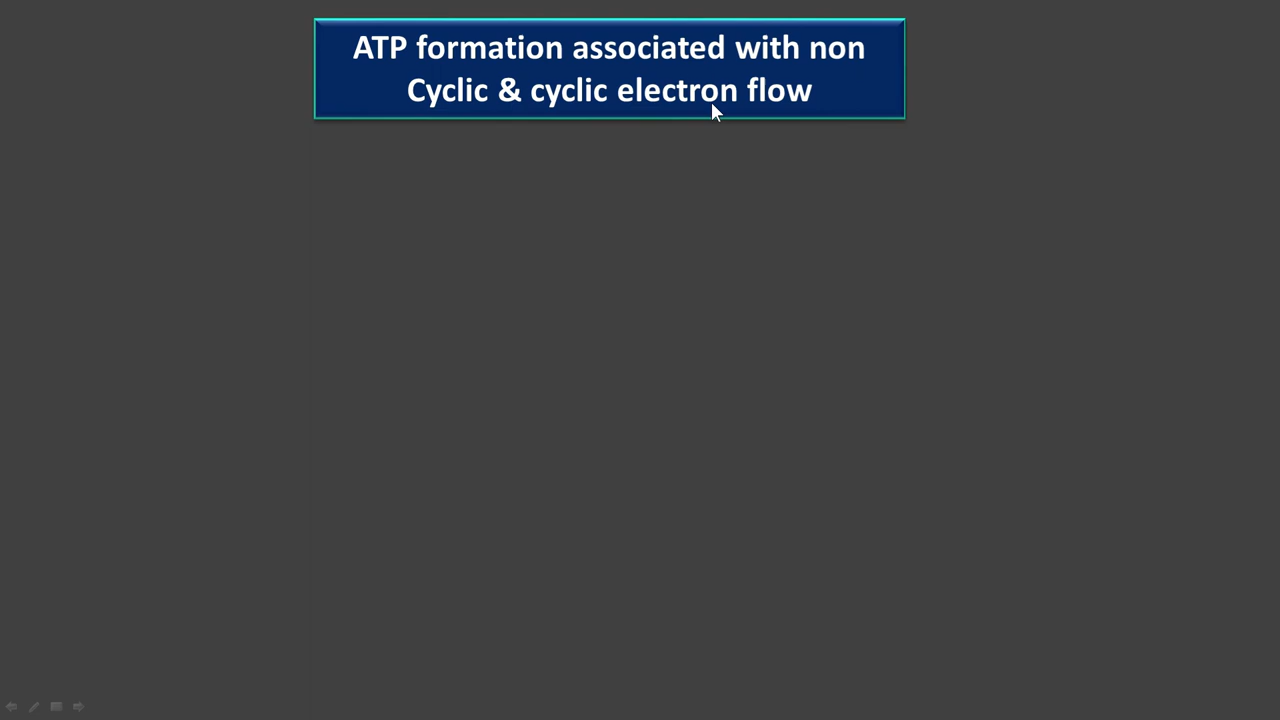 ATP formation associated with non
Cyclic & cyclic electron flow